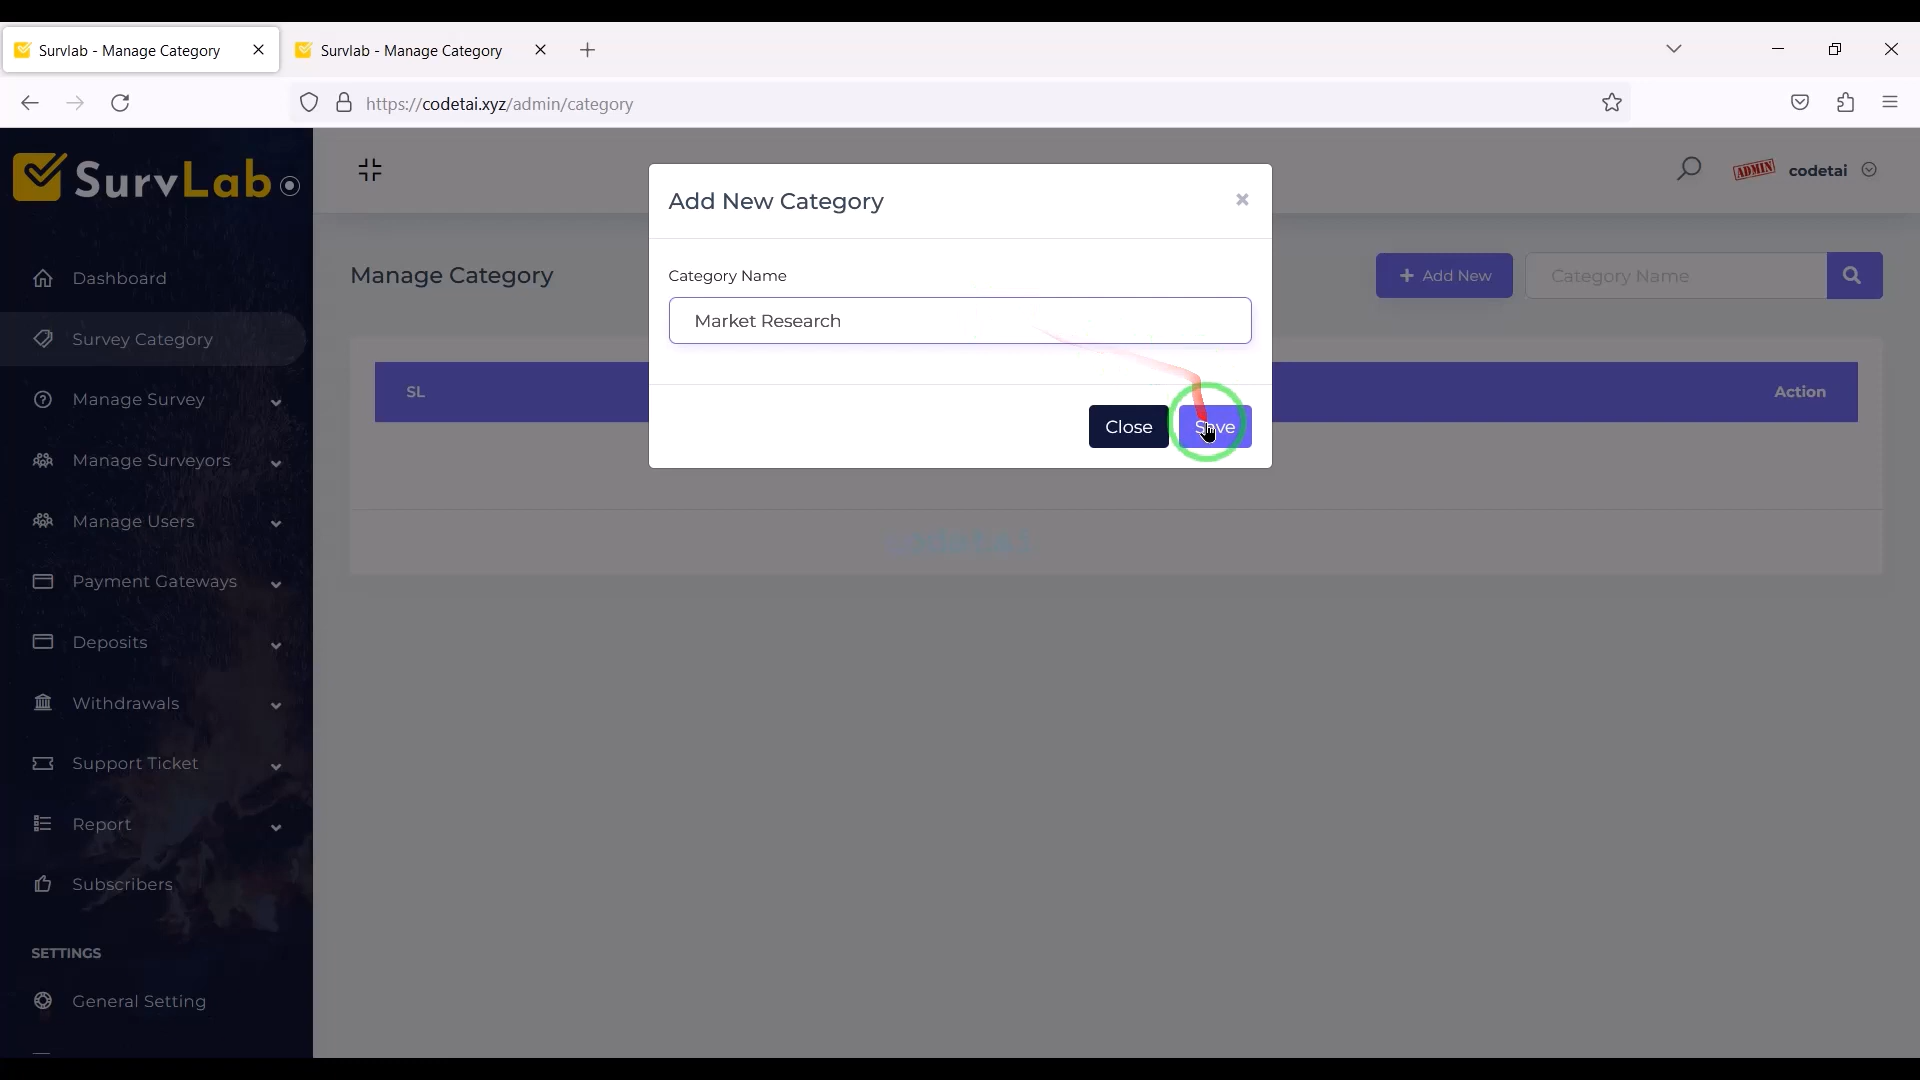 Survlab - Manage Category
Survlab - Manage Category
https://codetai.xyz/admin/category
SurvLab
ADMIN
codetai
Add New Category
Dashboard
Manage Category
Category Name
Add New
Category Name
Market Research
Survey Category
SL
Action
Manage Survey
Close
Save
Manage Surveyors
Manage Users
Payment Gateways
Deposits
Withdrawals
Support Ticket
Report
Subscribers
SETTINGS
General Setting